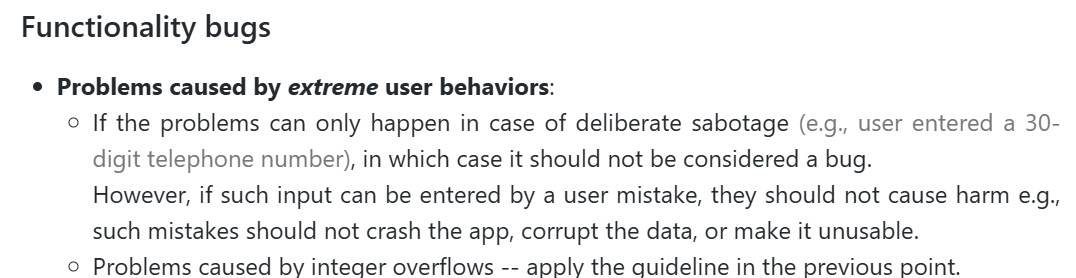 Functionality bugs
• Problems caused by extreme user behaviors:
○ If the problems can only happen in case of deliberate sabotage (e.g., user entered a 30-
digit telephone number), in which case it should not be considered a bug.
However, if such input can be entered by a user mistake, they should not cause harm e.g.,
such mistakes should not crash the app, corrupt the data, or make it unusable.
○ Problems caused by integer overflows -- apply the guideline in the previous point.